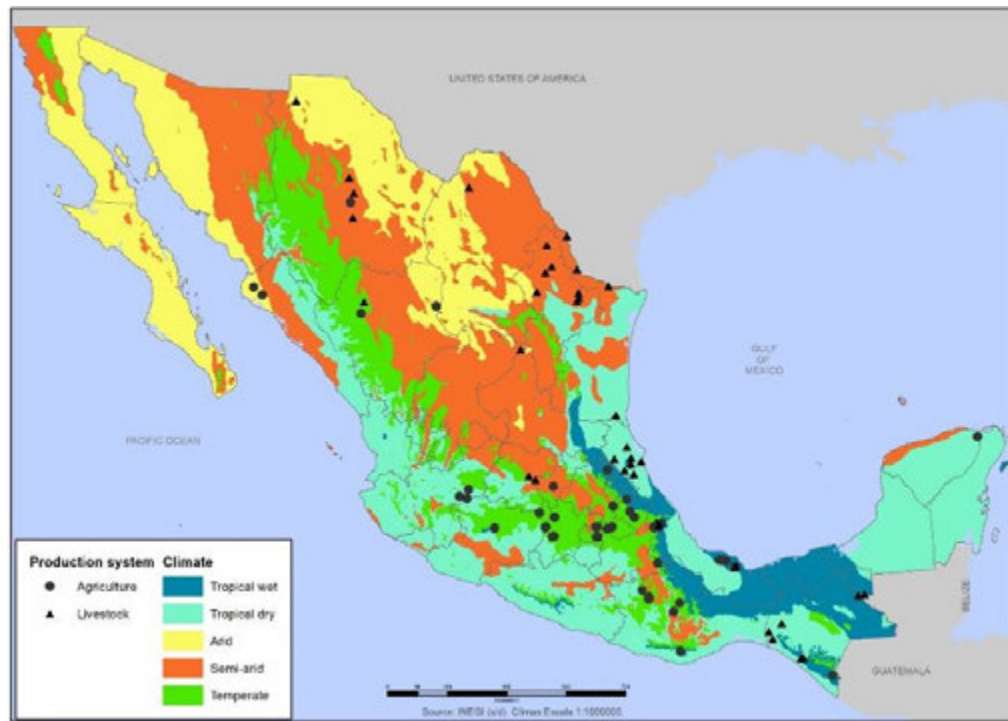 UNITED STATES OF AMERICA
GULF
OF
MEXICO
PACIFIC OCEAN
BELIZE
GUATEMALA
Production system
Agriculture
Livestock
Climate
Tropical wet
Tropical dry
Arid
Semi-arid
Temperate
Source: INEGI (s/d). Climas Escala 1:1000000.